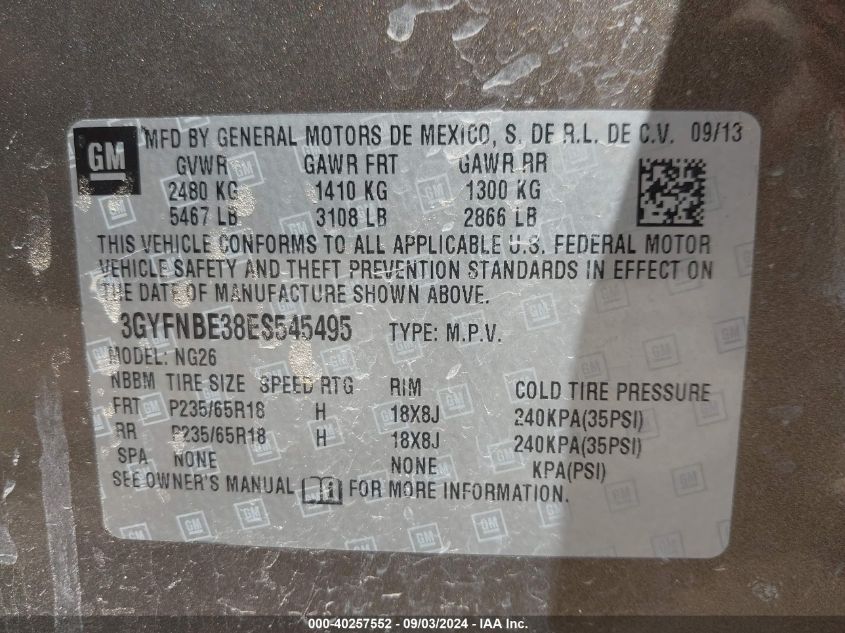 GM MFD BY GENERAL MOTORS DE MEXICO, S. DE R.L. DE C.V. 09/13
GVWR GAWR FRT GAWR RR
2480 KG 1410 KG 1300 KG
5467 LB 3108 LB 2866 LB
THIS VEHICLE CONFORMS TO ALL APPLICABLE U.S. FEDERAL MOTOR
VEHICLE SAFETY AND THEFT PREVENTION STANDARDS IN EFFECT ON
THE DATE OF MANUFACTURE SHOWN ABOVE.
3GYFNBE38ES545495 TYPE: M.P.V.
MODEL: NG26
NBBM TIRE SIZE SPEED RTG RIM COLD TIRE PRESSURE
FRT P235/65R18 H 18X8J 240KPA(35PSI)
RR P235/65R18 H 18X8J 240KPA(35PSI)
SPA NONE NONE KPA(PSI)
SEE OWNER'S MANUAL FOR MORE INFORMATION.
000-40257552 - 09/03/2024 - IAA Inc.